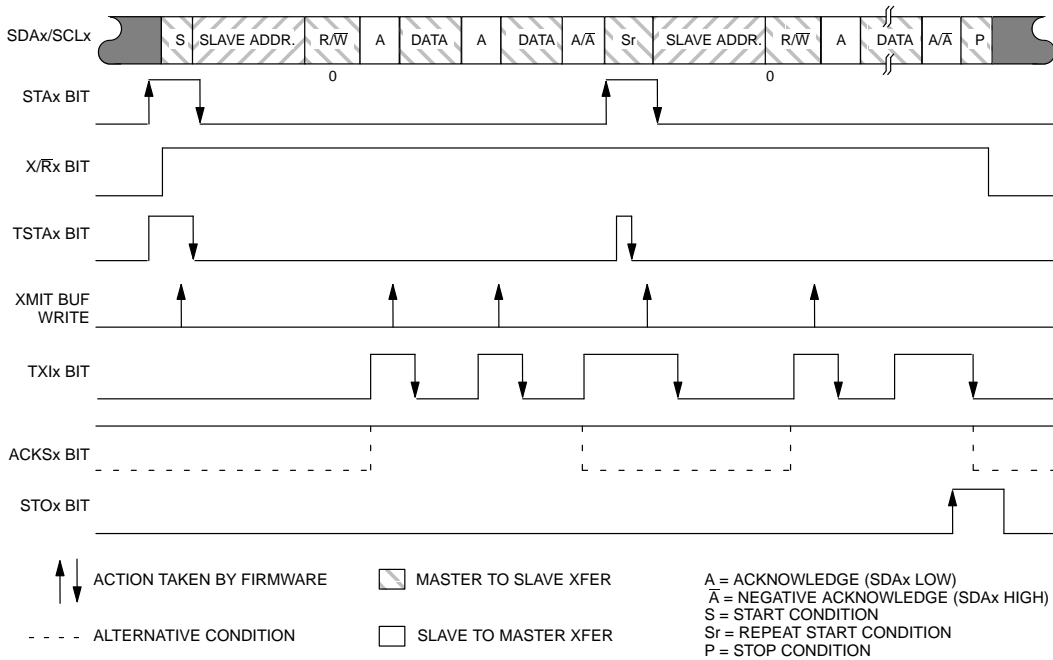 SDAx/SCLx S SLAVE ADDR. R/W̅ A DATA A DATA A/A̅ Sr SLAVE ADDR. R/W̅ A DATA A/A̅ P
0 0
STAx BIT
X/R̅x BIT
TSTAx BIT
XMIT BUF
WRITE
TXIx BIT
ACKSx BIT
STOx BIT
ACTION TAKEN BY FIRMWARE
MASTER TO SLAVE XFER
ALTERNATIVE CONDITION
SLAVE TO MASTER XFER
A = ACKNOWLEDGE (SDAx LOW)
A̅ = NEGATIVE ACKNOWLEDGE (SDAx HIGH)
S = START CONDITION
Sr = REPEAT START CONDITION
P = STOP CONDITION